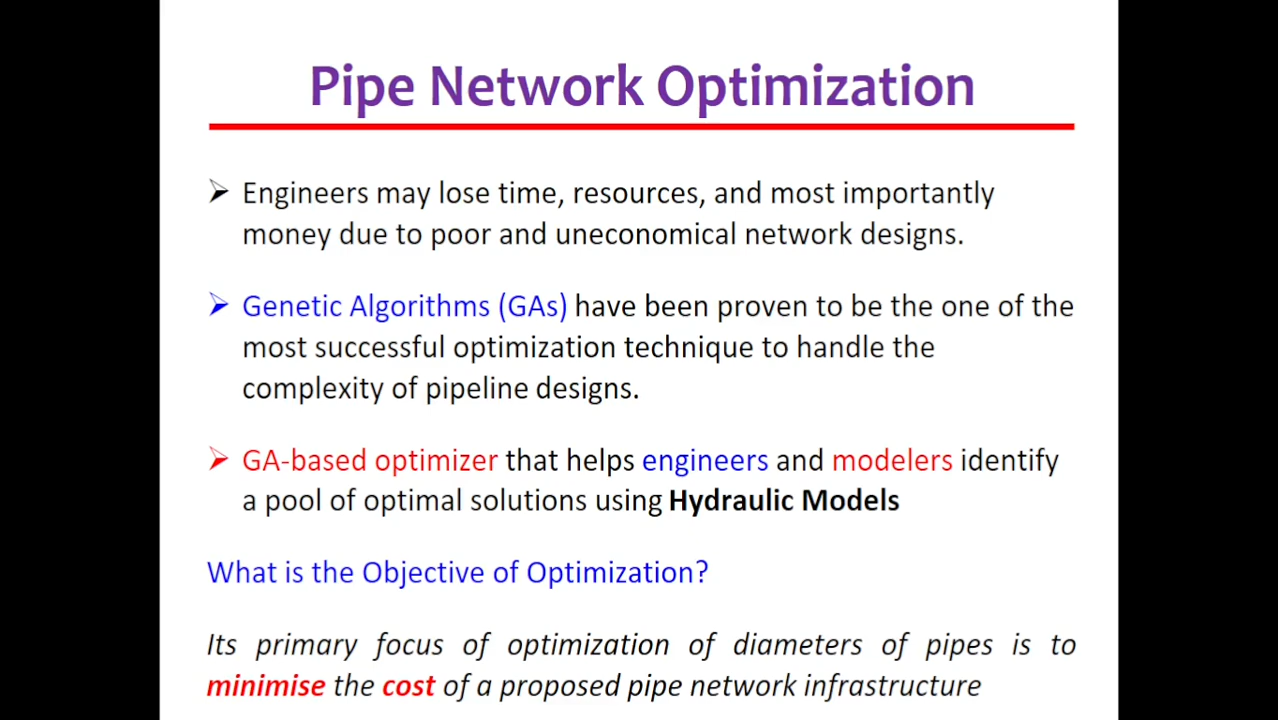 Pipe Network Optimization
➤ Engineers may lose time, resources, and most importantly
money due to poor and uneconomical network designs.
➤ Genetic Algorithms (GAs) have been proven to be the one of the
most successful optimization technique to handle the
complexity of pipeline designs.
➤ GA-based optimizer that helps engineers and modelers identify
a pool of optimal solutions using Hydraulic Models
What is the Objective of Optimization?
Its primary focus of optimization of diameters of pipes is to
minimise the cost of a proposed pipe network infrastructure